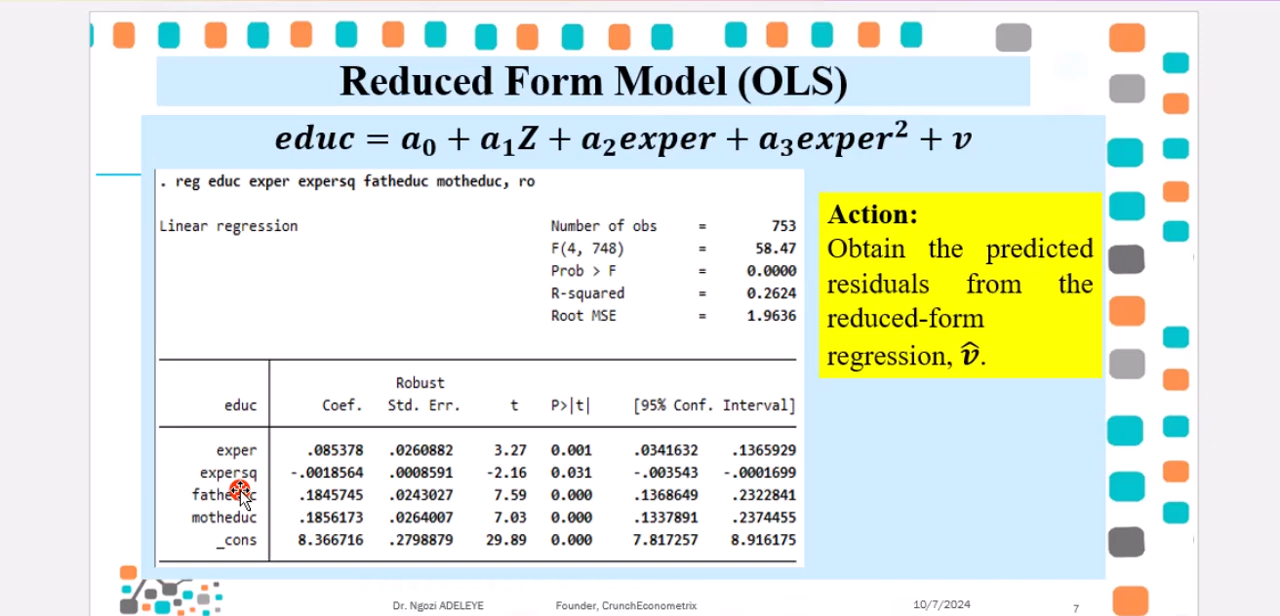 Reduced Form Model (OLS)
educ = a₀ + a₁Z + a₂exper + a₃exper² + v
. reg educ exper expersq fatheduc motheduc, ro
Linear regression Number of obs = 753
F(4, 748) = 58.47
Prob > F = 0.0000
R-squared = 0.2624
Root MSE = 1.9636
Robust
educ Coef. Std. Err. t P>|t| [95% Conf. Interval]
exper .085378 .0260882 3.27 0.001 .0341632 .1365929
expersq -.0018564 .0008591 -2.16 0.031 -.003543 -.0001699
fatheduc .1845745 .0243027 7.59 0.000 .1368649 .2322841
motheduc .1856173 .0264007 7.03 0.000 .1337891 .2374455
_cons 8.366716 .2798879 29.89 0.000 7.817257 8.916175
Action:
Obtain the predicted
residuals from the
reduced-form
regression, v̂.
Dr. Ngozi ADELEYE Founder, CrunchEconometrix 10/7/2024 7